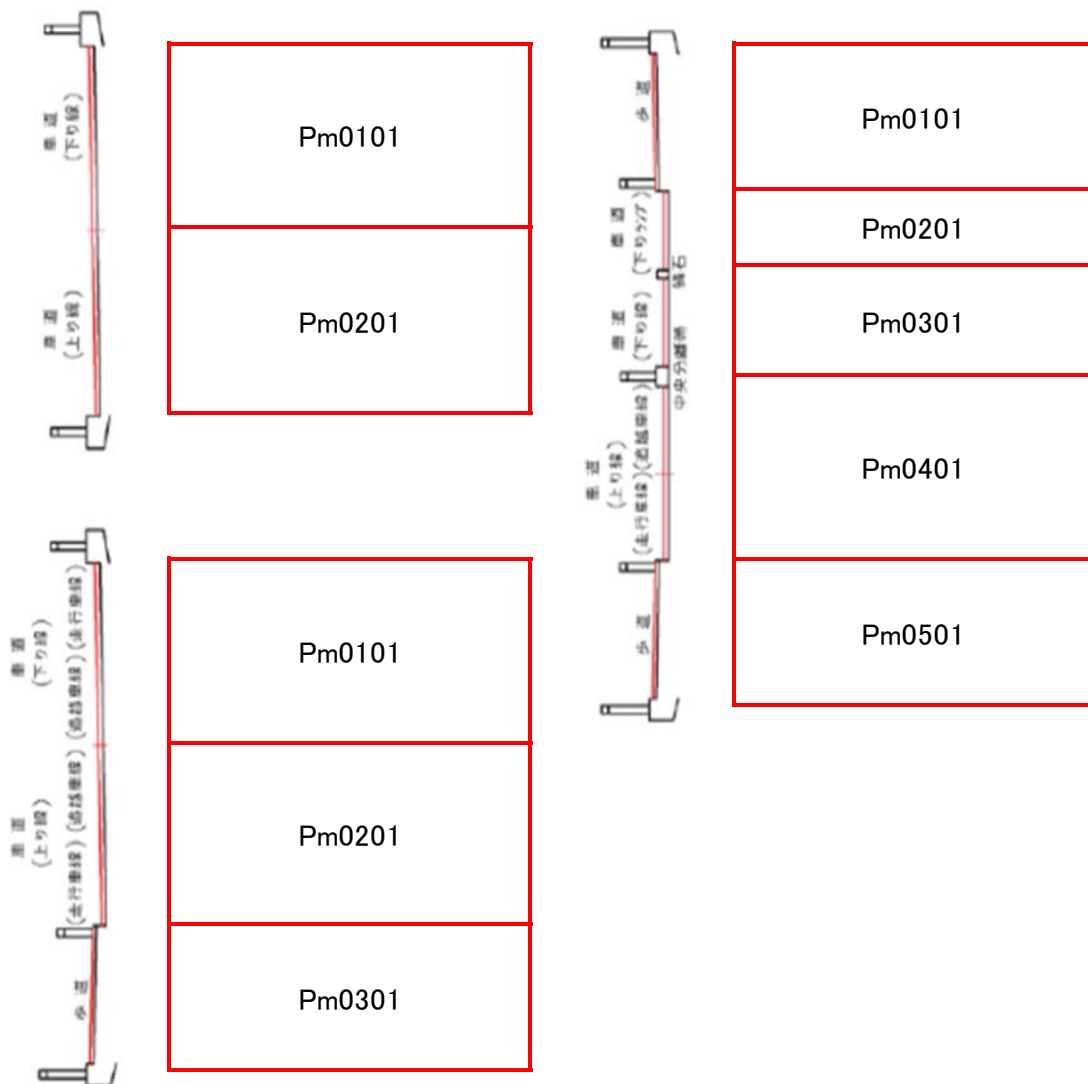 車道
(下り線)
車道
(上り線)
Pm0101
Pm0201
車道
(下り線)
(追越車線)(走行車線)
車道
(上り線)
(走行車線)(追越車線)
歩道
Pm0101
Pm0201
Pm0301
歩道
車道
(下りランプ)
縁石
車道
(下り線)
中央分離帯
車道
(上り線)
(走行車線)(追越車線)
歩道
Pm0101
Pm0201
Pm0301
Pm0401
Pm0501